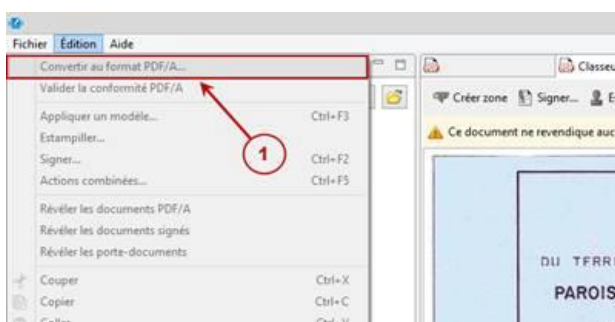 Fichier Édition Aide
Convertir au format PDF/A...
Valider la conformité PDF/A
Appliquer un modèle... Ctrl+F3
Estampiller...
Signer... Ctrl+F2
Actions combinées... Ctrl+F5
Révéler les documents PDF/A
Révéler les documents signés
Révéler les porte-documents
Couper Ctrl+X
Copier Ctrl+C
1
Classeu
Créer zone Signer... E
Ce document ne revendique auc
DU TERRI
PAROIS